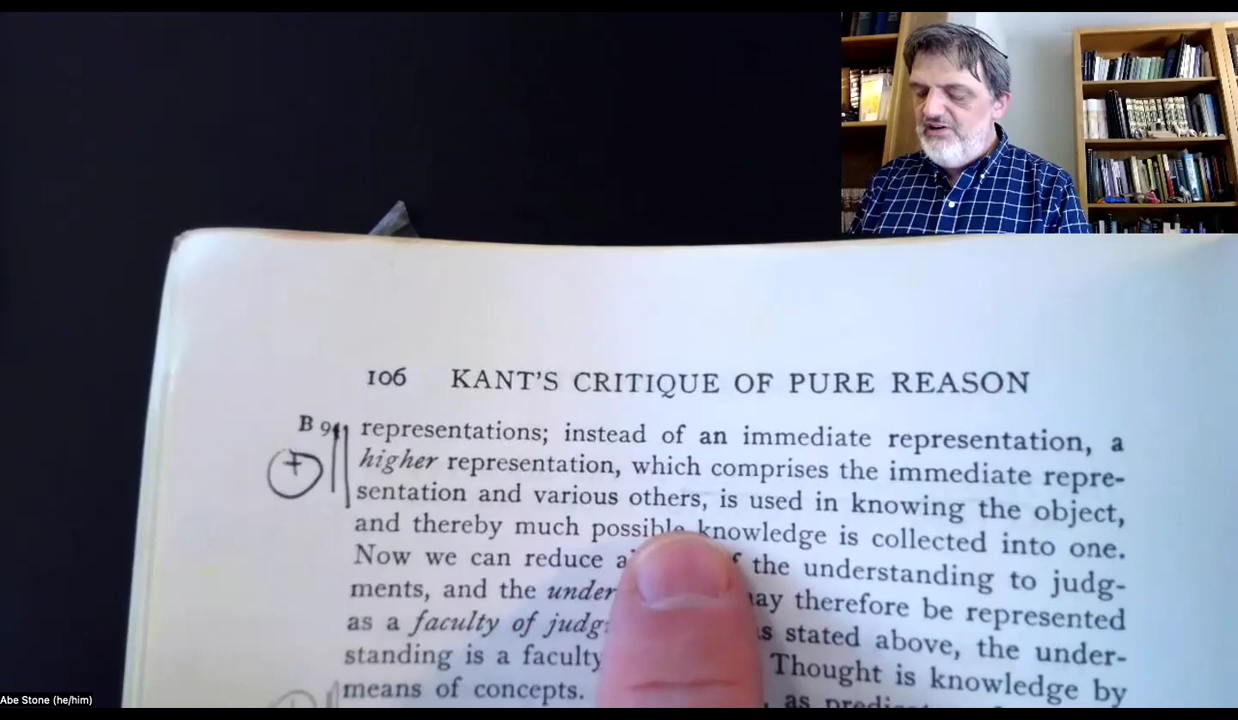 106 KANT'S CRITIQUE OF PURE REASON
B 94 representations; instead of an immediate representation, a
higher representation, which comprises the immediate repre-
sentation and various others, is used in knowing the object,
and thereby much possible knowledge is collected into one.
Now we can reduce the understanding to judg-
ments, and the may therefore be represented
as a faculty of stated above, the under-
standing is a faculty Thought is knowledge by
means of concepts. as
Abe Stone (he/him)